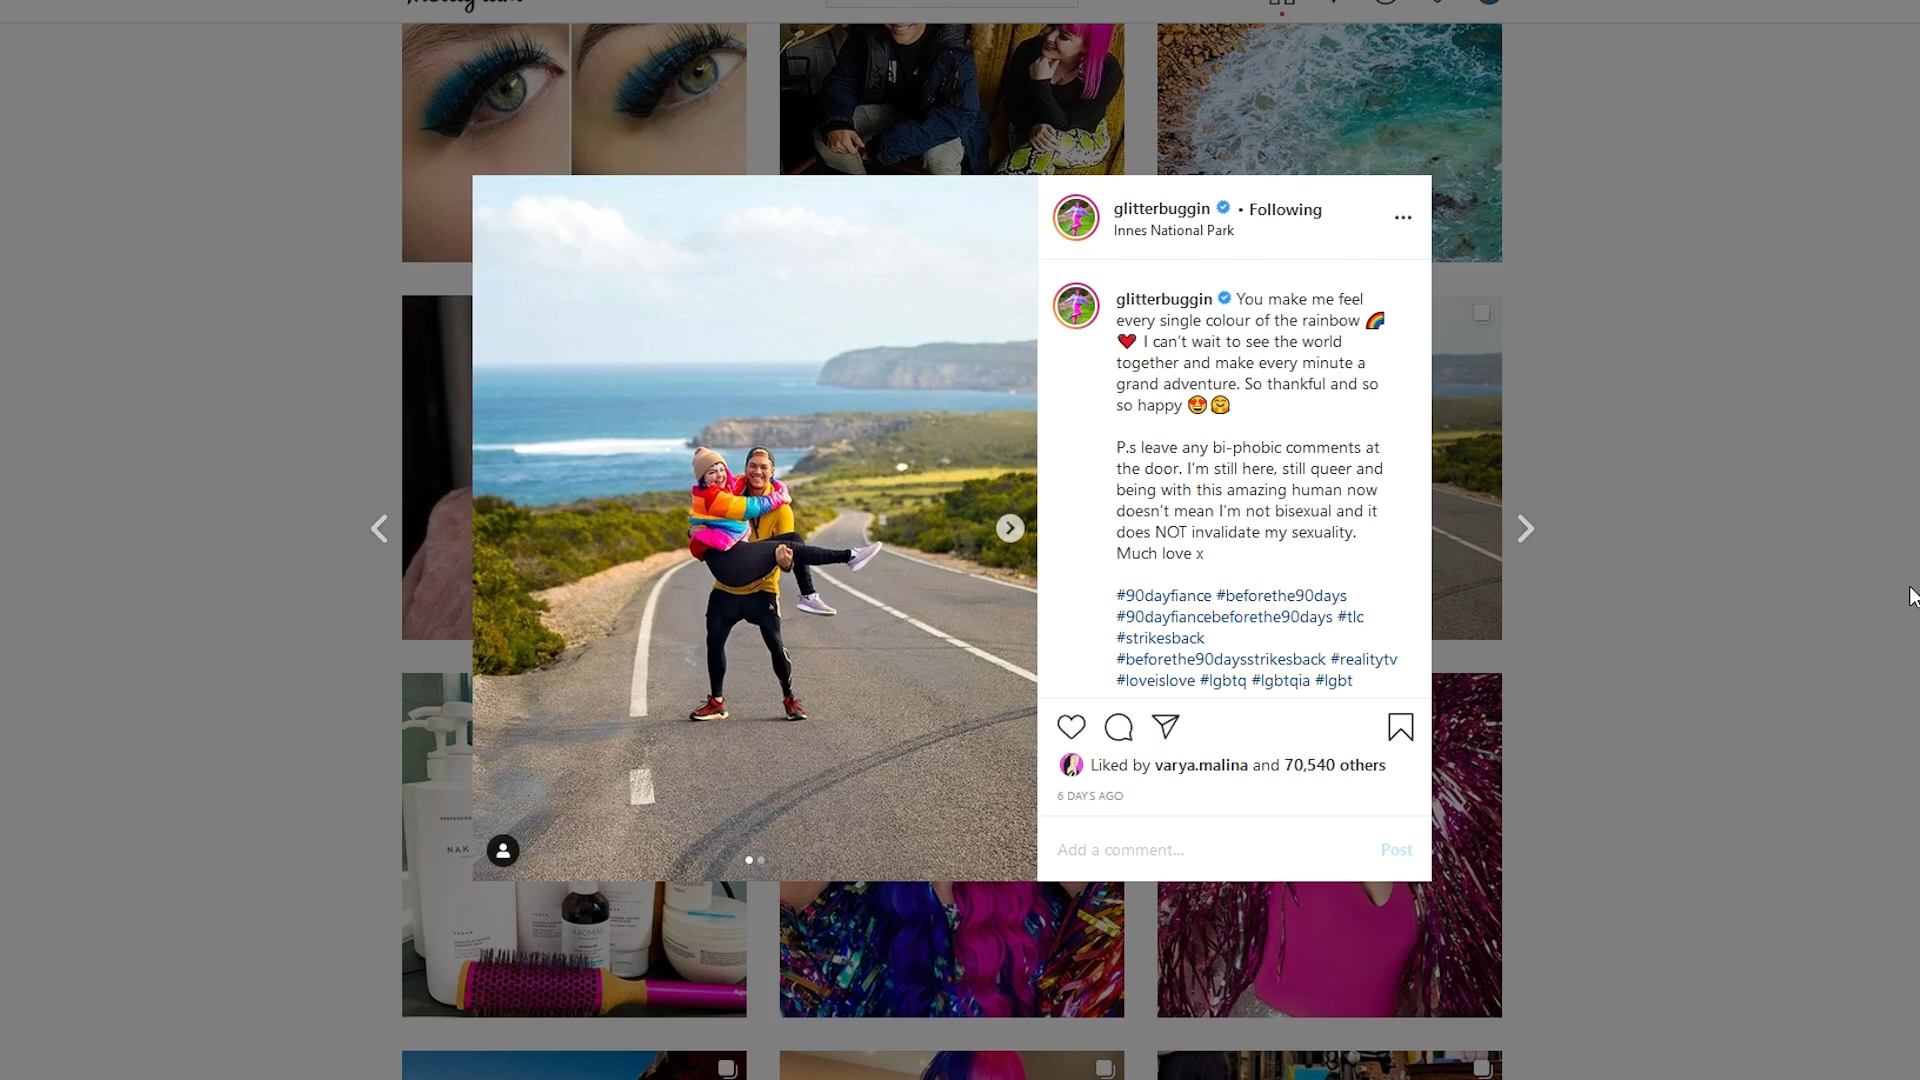 glitterbuggin • Following
Innes National Park
glitterbuggin You make me feel
every single colour of the rainbow 🌈
❤️ I can't wait to see the world
together and make every minute a
grand adventure. So thankful and so
so happy 😍🤗
P.s leave any bi-phobic comments at
the door. I'm still here, still queer and
being with this amazing human now
doesn't mean I'm not bisexual and it
does NOT invalidate my sexuality.
Much love x
#90dayfiance #beforethe90days
#90dayfiancebeforethe90days #tlc
#strikesback
#beforethe90daysstrikesback #realitytv
#loveislove #lgbtq #lgbtqia #lgbt
Liked by varya.malina and 70,540 others
6 DAYS AGO
Add a comment... Post
NAK
AROMAS